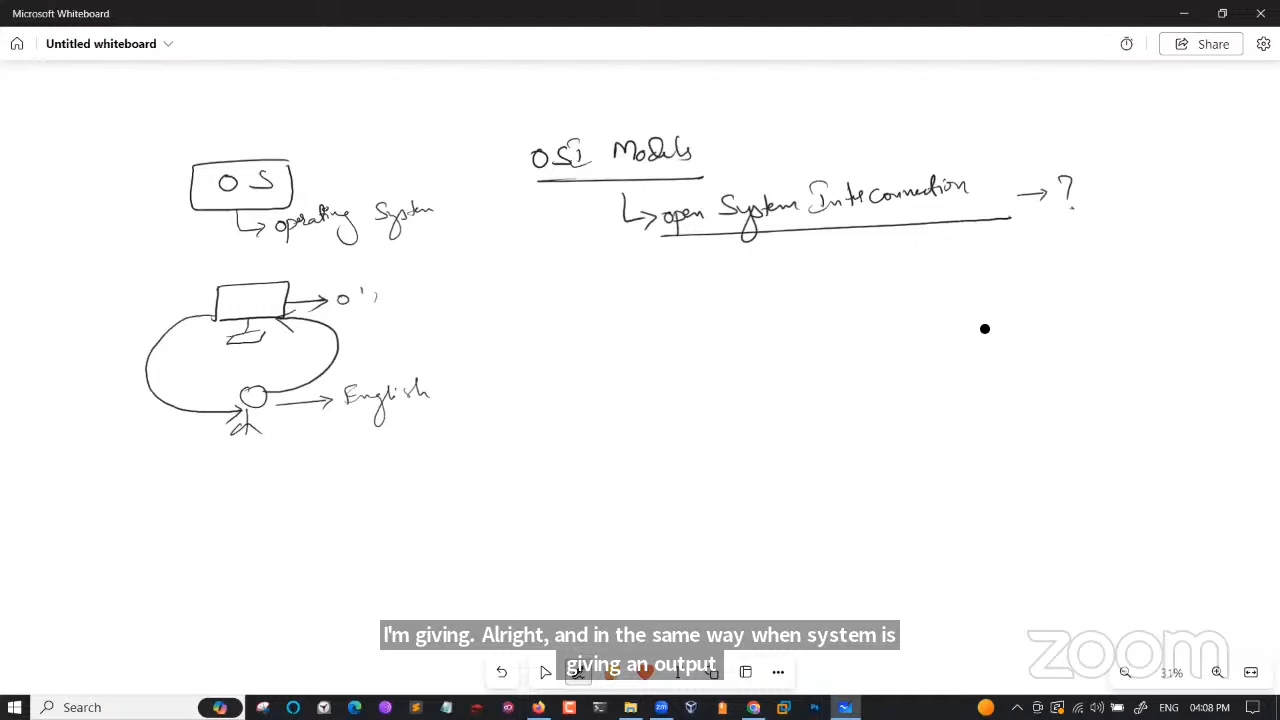 Microsoft Whiteboard
Untitled whiteboard
Share
OS
operating System
OSI Models
open System Interconnection → ?
0's
English
I'm giving. Alright, and in the same way when system is
giving an output
zoom
31%
Search
ENG
04:08 PM